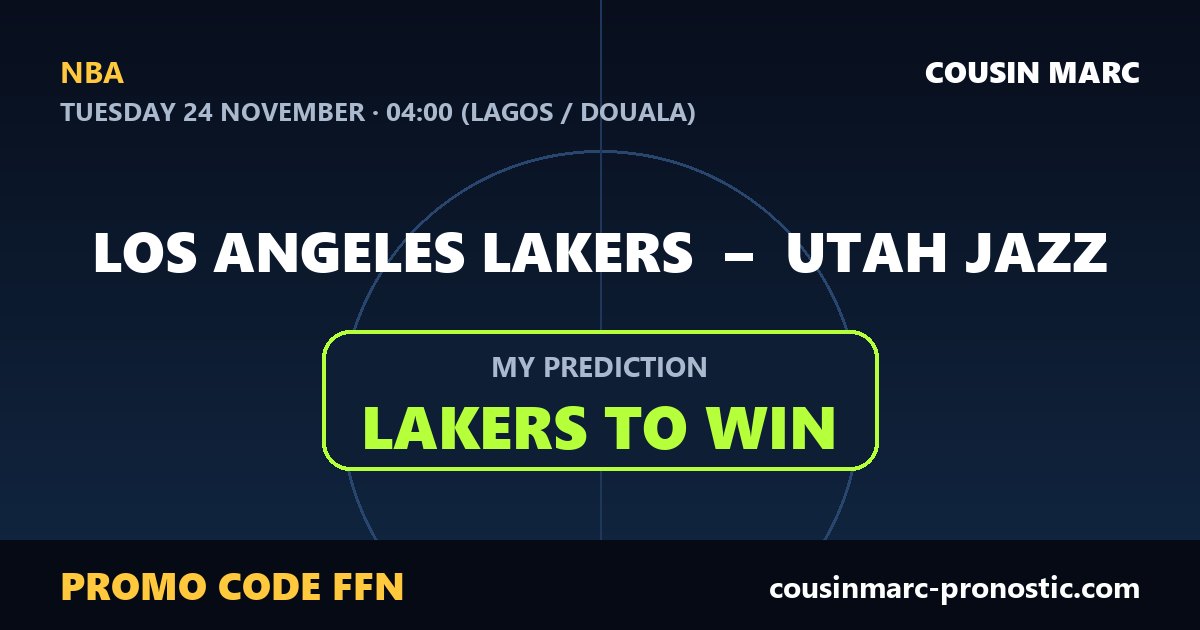 NBA
COUSIN MARC
TUESDAY 24 NOVEMBER · 04:00 (LAGOS / DOUALA)
LOS ANGELES LAKERS – UTAH JAZZ
MY PREDICTION
LAKERS TO WIN
PROMO CODE FFN
cousinmarc-pronostic.com